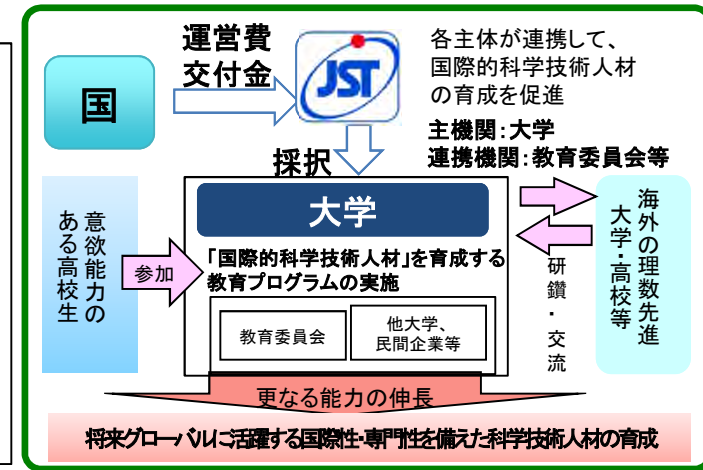 国
運営費
交付金
JST
各主体が連携して、
国際的科学技術人材
の育成を促進
主機関:大学
連携機関:教育委員会等
採択
意欲能力の
ある高校生
参加
大学
「国際的科学技術人材」を育成する
教育プログラムの実施
教育委員会
他大学、
民間企業等
海外の理数先進
大学・高校等
研鑽・交流
更なる能力の伸長
将来グローバルに活躍する国際性・専門性を備えた科学技術人材の育成